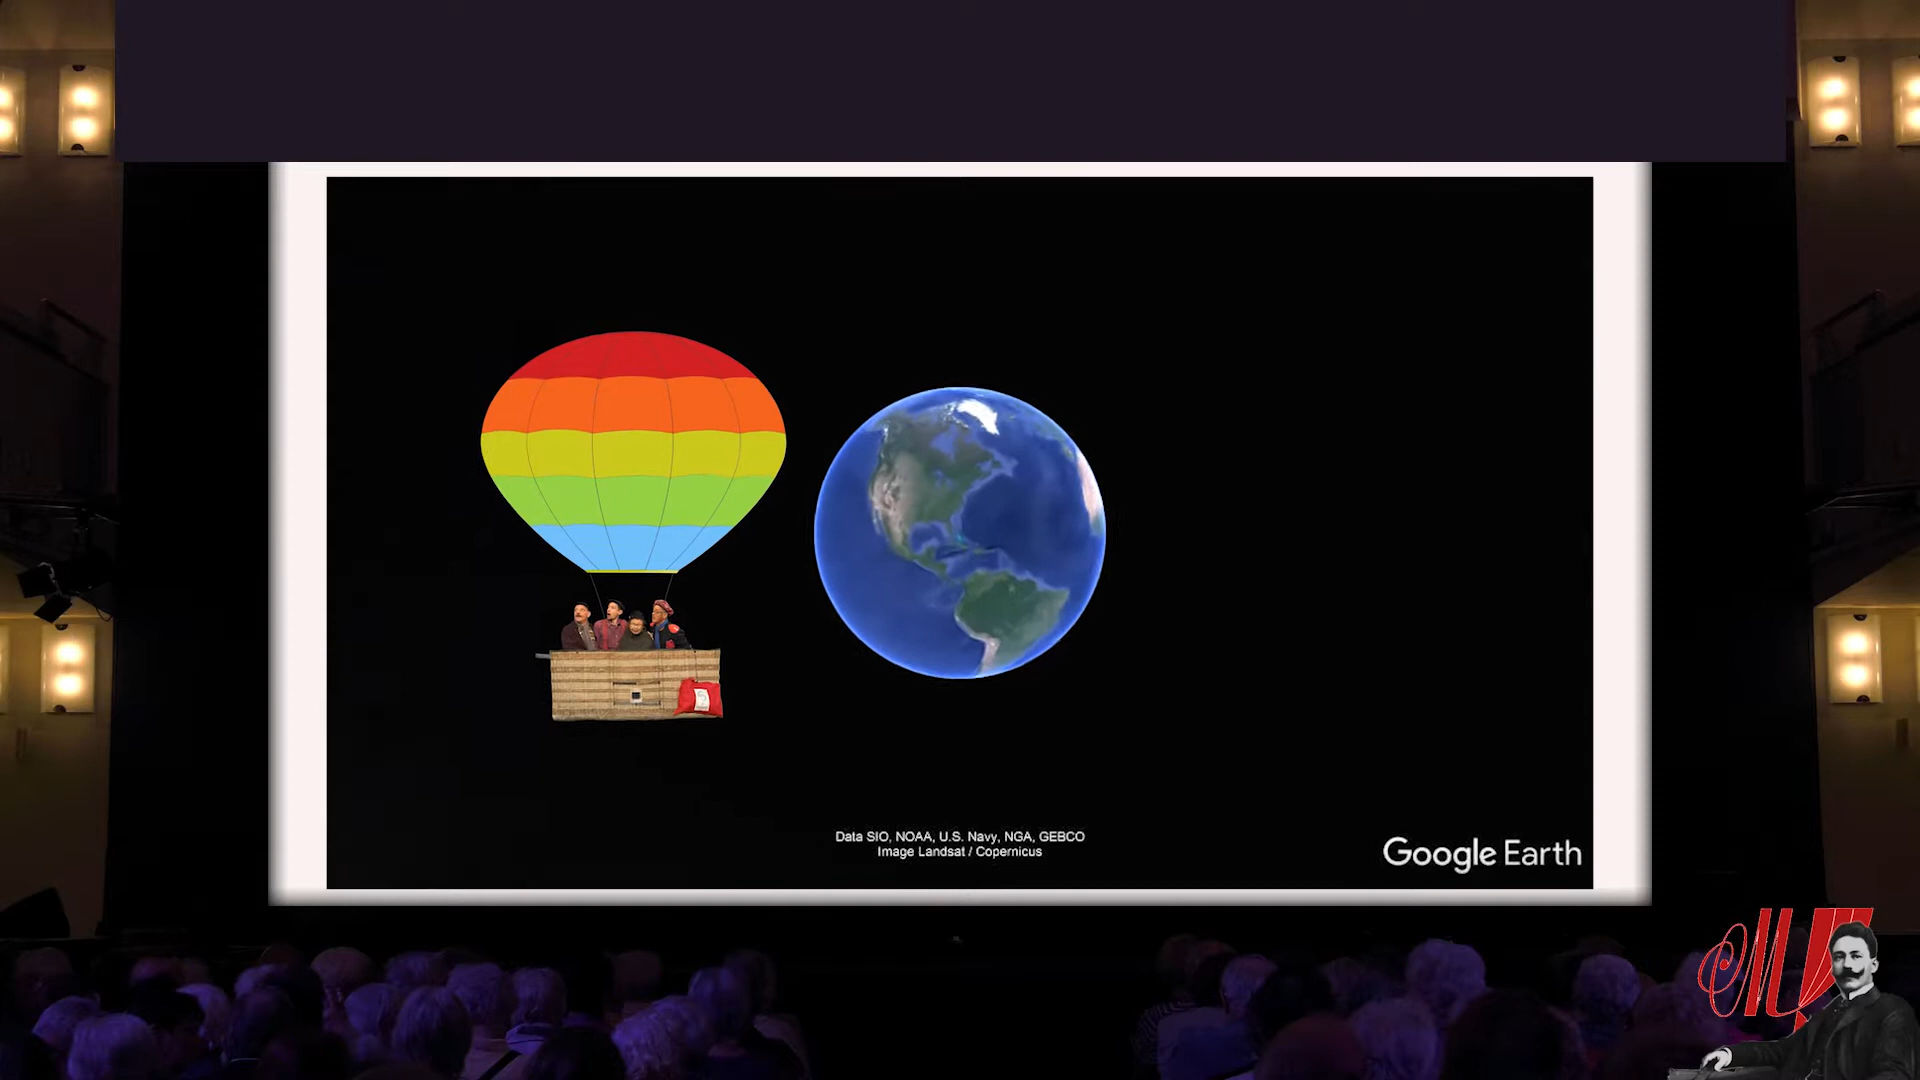 Data SIO, NOAA, U.S. Navy, NGA, GEBCO
Image Landsat / Copernicus
Google Earth